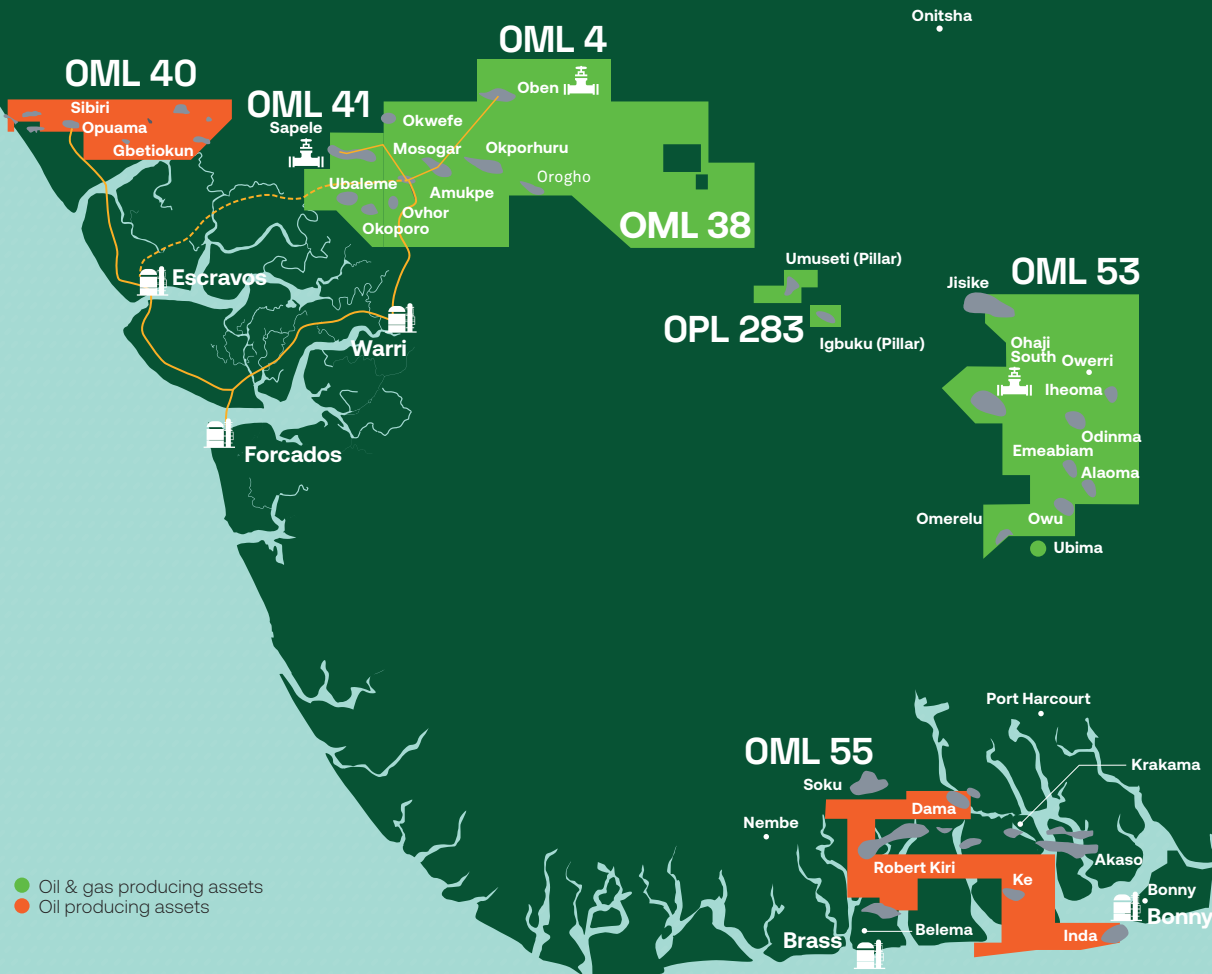 Onitsha
OML 4
OML 40
Oben
OML 41
Sibiri
Opuama
Okwefe
Sapele
Gbetiokun
Mosogar
Okporhuru
Orogho
Ubaleme
Amukpe
Ovhor
Okoporo
OML 38
Umuseti (Pillar)
OML 53
Escravos
Jisike
OPL 283
Warri
Igbuku (Pillar)
Ohaji
South
Owerri
Iheoma
Odinma
Forcados
Emeabiam
Alaoma
Omerelu
Owu
Ubima
Port Harcourt
OML 55
Krakama
Soku
Dama
Nembe
Akaso
Robert Kiri
Ke
Oil & gas producing assets
Oil producing assets
Bonny
Bonny
Belema
Brass
Inda